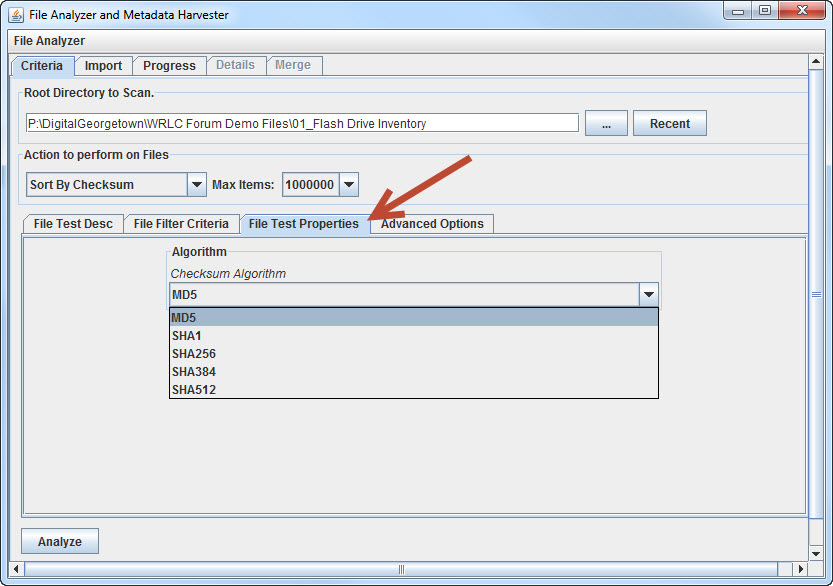 File Analyzer and Metadata Harvester
File Analyzer
Criteria Import Progress Details Merge
Root Directory to Scan.
P:\DigitalGeorgetown\WRLC Forum Demo Files\01_Flash Drive Inventory ... Recent
Action to perform on Files
Sort By Checksum Max Items: 1000000
File Test Desc File Filter Criteria File Test Properties Advanced Options
Algorithm
Checksum Algorithm
MD5
MD5
SHA1
SHA256
SHA384
SHA512
Analyze